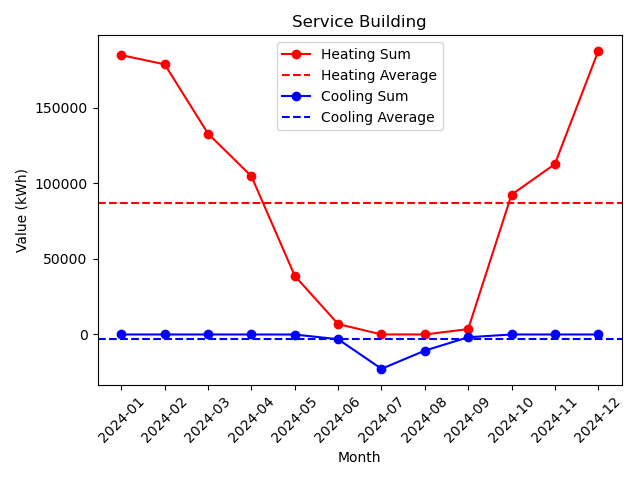 Service Building
Heating Sum
Heating Average
Cooling Sum
Cooling Average
Value (kWh)
150000
100000
50000
0
2024-01
2024-02
2024-03
2024-04
2024-05
2024-06
2024-07
2024-08
2024-09
2024-10
2024-11
2024-12
Month